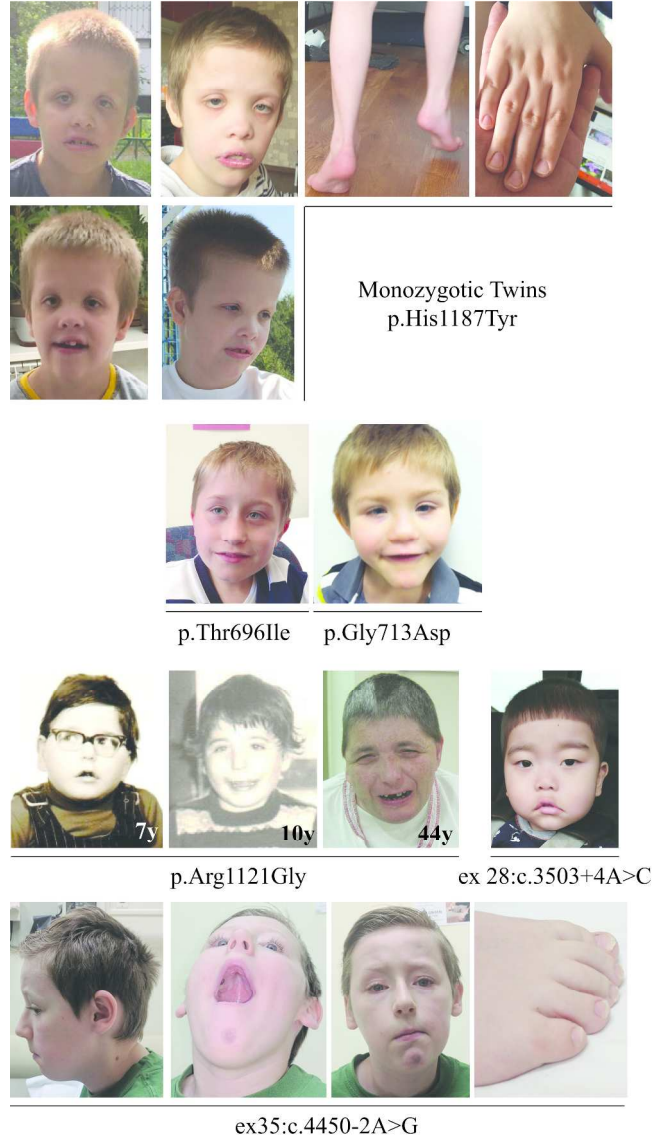 Monozygotic Twins
p.His1187Tyr
p.Thr696Ile
p.Gly713Asp
7y
10y
44y
p.Arg1121Gly
ex 28:c.3503+4A>C
ex35:c.4450-2A>G